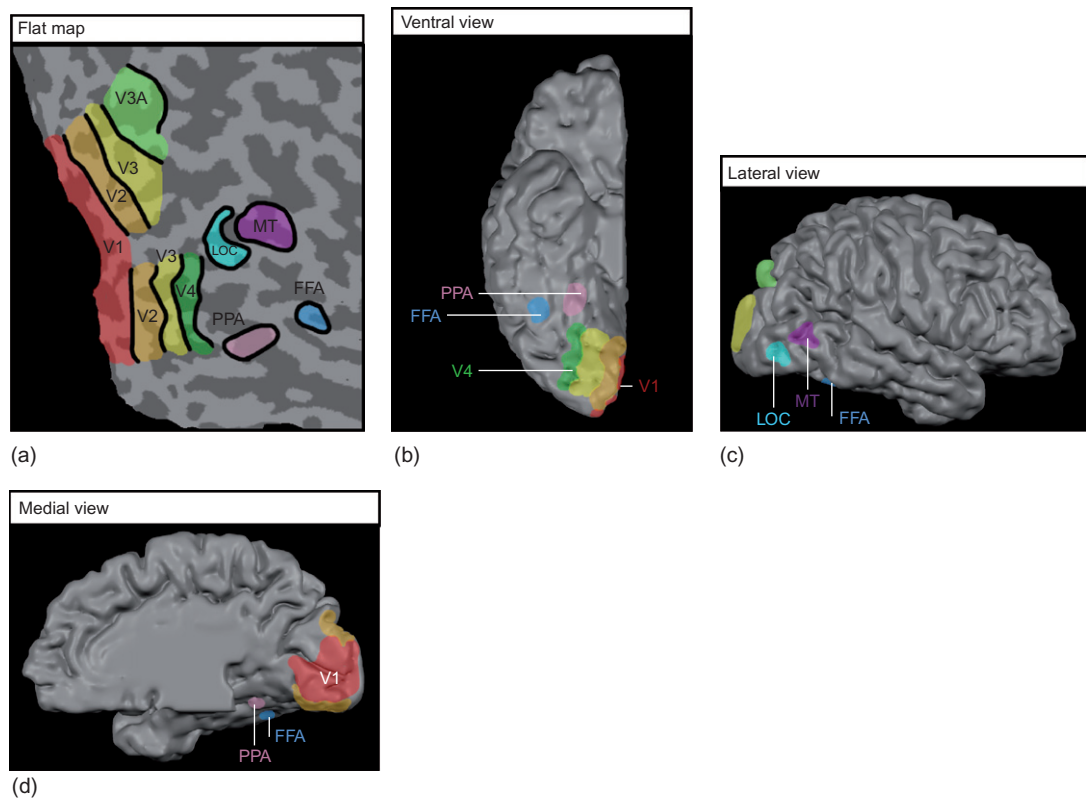 Flat map
V3A
V3
V2
V1
LOC
MT
V3
V2
V4
PPA
FFA
(a)
Ventral view
PPA
FFA
V4
V1
(b)
Lateral view
LOC
MT
FFA
(c)
Medial view
V1
PPA
FFA
(d)